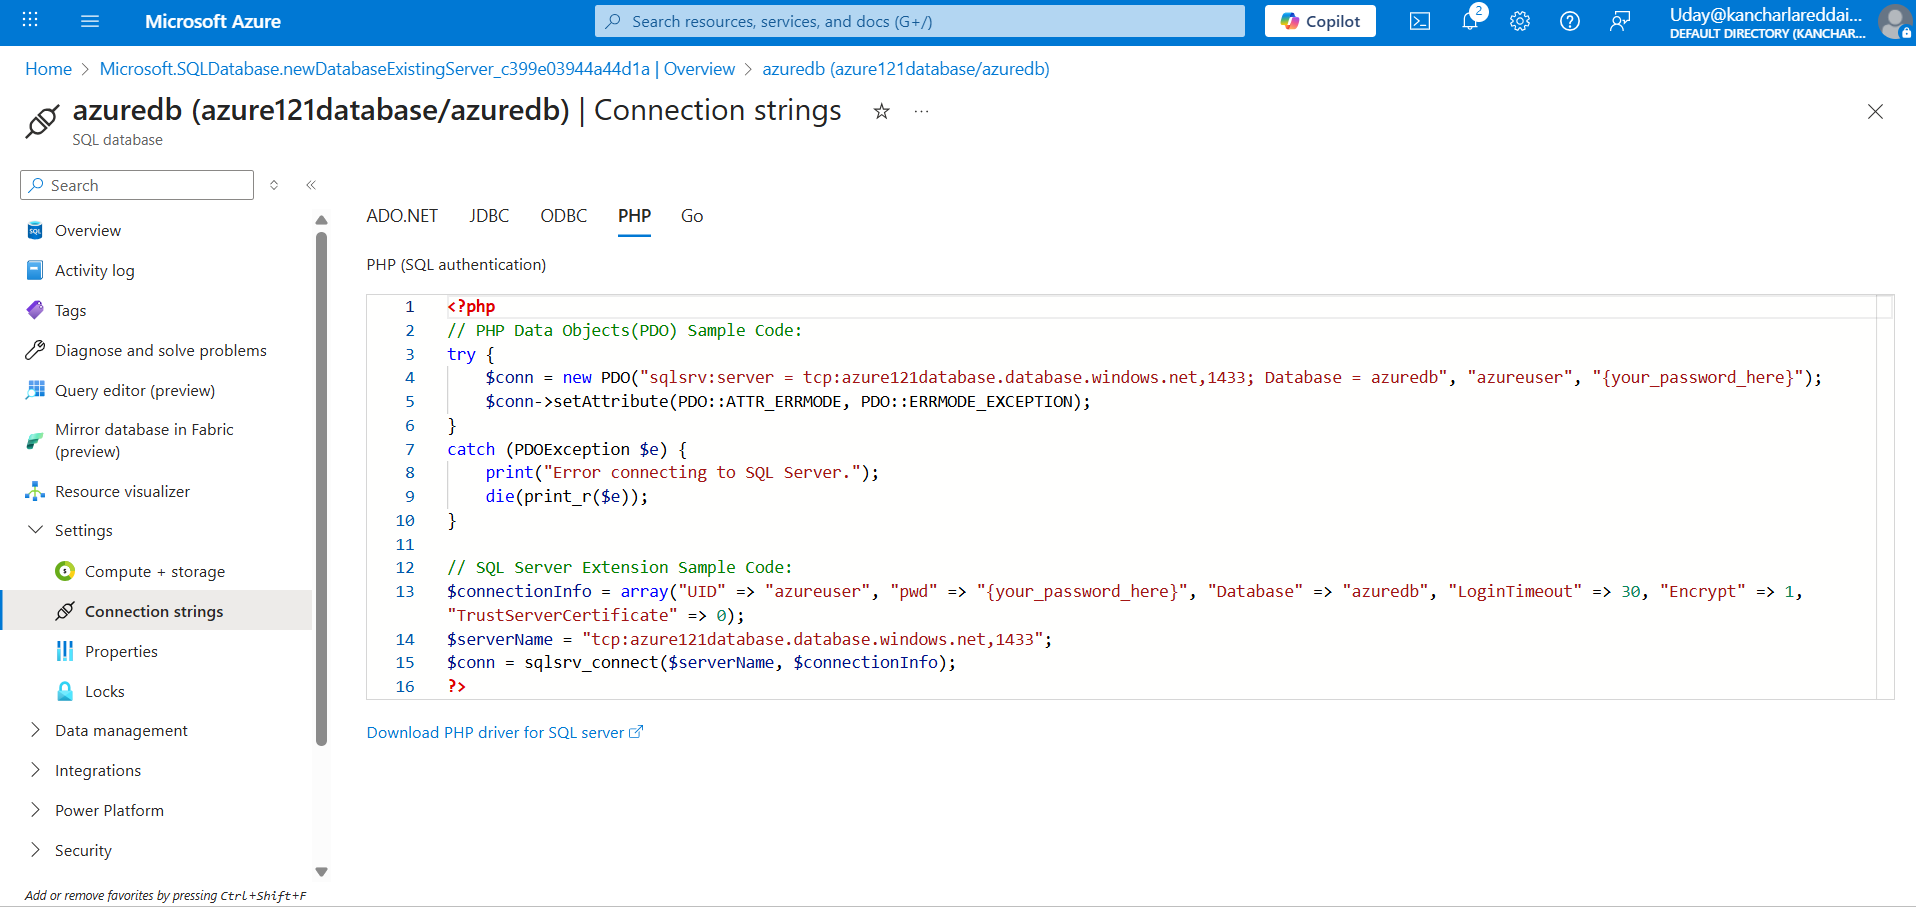 Microsoft Azure
Search resources, services, and docs (G+/)
Copilot
2
Uday@kancharlareddai...
DEFAULT DIRECTORY (KANCHAR...
Home > Microsoft.SQLDatabase.newDatabaseExistingServer_c399e03944a44d1a | Overview > azuredb (azure121database/azuredb)
azuredb (azure121database/azuredb) | Connection strings
SQL database
Search
Overview
Activity log
Tags
Diagnose and solve problems
Query editor (preview)
Mirror database in Fabric
(preview)
Resource visualizer
Settings
Compute + storage
Connection strings
Properties
Locks
Data management
Integrations
Power Platform
Security
Add or remove favorites by pressing Ctrl+Shift+F
ADO.NET JDBC ODBC PHP Go
PHP (SQL authentication)
1 <?php
2 // PHP Data Objects(PDO) Sample Code:
3 try {
4 $conn = new PDO("sqlsrv:server = tcp:azure121database.database.windows.net,1433; Database = azuredb", "azureuser", "{your_password_here}");
5 $conn->setAttribute(PDO::ATTR_ERRMODE, PDO::ERRMODE_EXCEPTION);
6 }
7 catch (PDOException $e) {
8 print("Error connecting to SQL Server.");
9 die(print_r($e));
10 }
11
12 // SQL Server Extension Sample Code:
13 $connectionInfo = array("UID" => "azureuser", "pwd" => "{your_password_here}", "Database" => "azuredb", "LoginTimeout" => 30, "Encrypt" => 1,
"TrustServerCertificate" => 0);
14 $serverName = "tcp:azure121database.database.windows.net,1433";
15 $conn = sqlsrv_connect($serverName, $connectionInfo);
16 ?>
Download PHP driver for SQL server